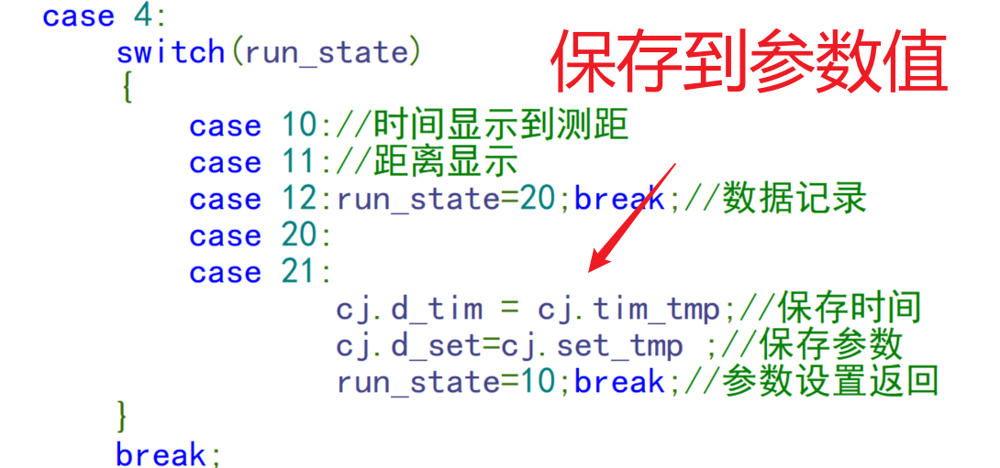 case 4:
switch(run_state)
保存到参数值
{
case 10://时间显示到测距
case 11://距离显示
case 12:run_state=20;break;//数据记录
case 20:
case 21:
cj.d_tim = cj.tim_tmp;//保存时间
cj.d_set=cj.set_tmp ;//保存参数
run_state=10;break;//参数设置返回
}
break;